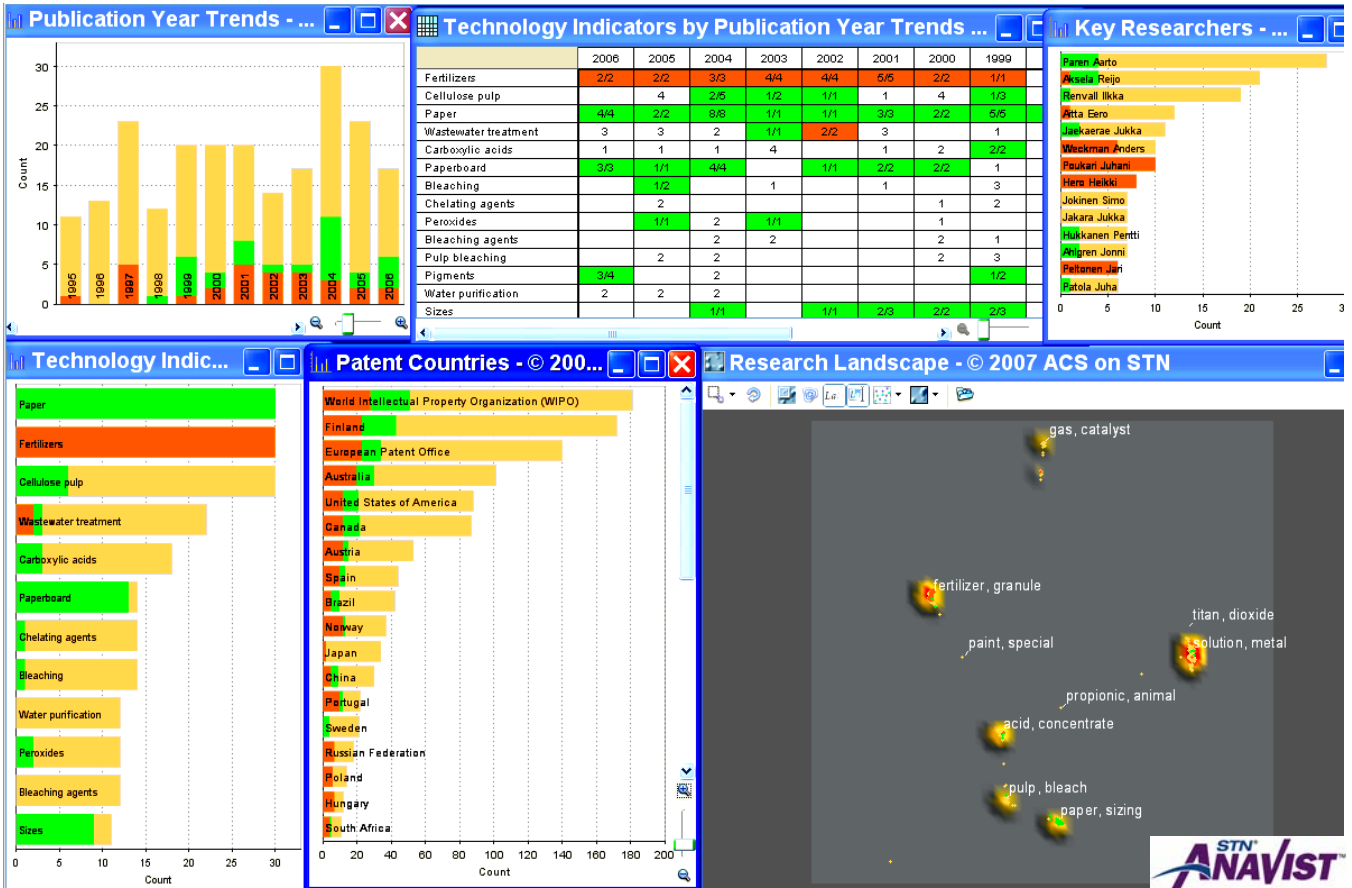 Publication Year Trends - ...
30
25
20
15
10
5
0
Count
1995
1996
1997
1998
1999
2000
2001
2002
2003
2004
2005
2006
Technology Indicators by Publication Year Trends ...
2006 2005 2004 2003 2002 2001 2000 1999
Fertilizers 2/2 2/2 3/3 4/4 4/4 5/5 2/2 1/1
Cellulose pulp 4 2/5 1/2 1/1 1 4 1/3
Paper 4/4 2/2 8/8 1/1 1/1 3/3 2/2 5/5
Wastewater treatment 3 3 2 1/1 2/2 3 1
Carboxylic acids 1 1 1 4 1 2 2/2
Paperboard 3/3 1/1 4/4 1/1 2/2 2/2 1
Bleaching 1/2 1 1 3
Chelating agents 2 1 2
Peroxides 1/1 2 1/1 1
Bleaching agents 2 2 2 1
Pulp bleaching 2 2 2 3
Pigments 3/4 2 1/2
Water purification 2 2 2
Sizes 1/1 1/1 2/3 2/2 2/3
Key Researchers - ...
Paren Aarto
Aksela Reijo
Renvall Ilkka
Aitta Eero
Jaekaerae Jukka
Weckman Anders
Poukari Juhani
Hero Heikki
Jokinen Simo
Jakara Jukka
Hukkanen Pentti
Ahlgren Jonni
Peltonen Jari
Patola Juha
0 5 10 15 20 25 3
Count
Technology Indic...
Paper
Fertilizers
Cellulose pulp
Wastewater treatment
Carboxylic acids
Paperboard
Chelating agents
Bleaching
Water purification
Peroxides
Bleaching agents
Sizes
0 5 10 15 20 25 30
Count
Patent Countries - © 200...
World Intellectual Property Organization (WIPO)
Finland
European Patent Office
Australia
United States of America
Canada
Austria
Spain
Brazil
Norway
Japan
China
Portugal
Sweden
Russian Federation
Poland
Hungary
South Africa
0 20 40 60 80 100 120 140 160 180 200
Count
Research Landscape - © 2007 ACS on STN
La
gas, catalyst
fertilizer, granule
titan, dioxide
solution, metal
paint, special
propionic, animal
acid, concentrate
pulp, bleach
paper, sizing
STN®
ANAVIST™